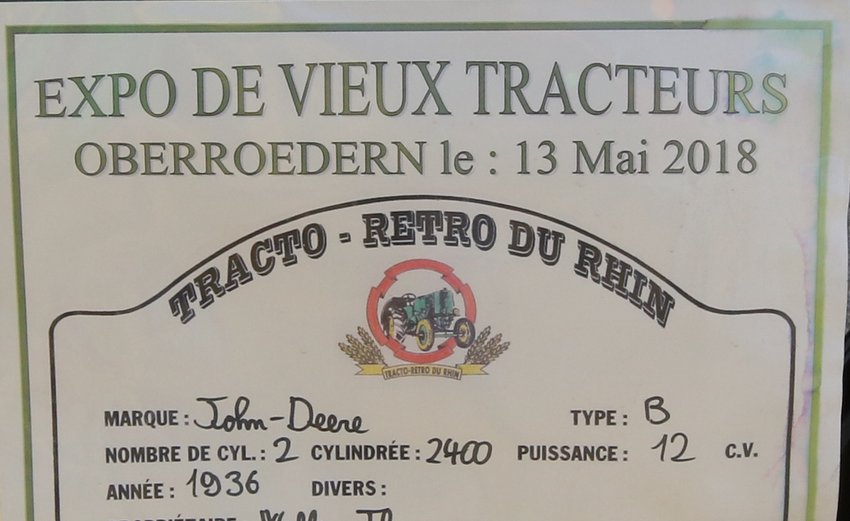 EXPO DE VIEUX TRACTEURS
OBERROEDERN le : 13 Mai 2018
TRACTO - RETRO DU RHIN
TRACTO-RETRO DU RHIN
MARQUE : John-Deere TYPE : B
NOMBRE DE CYL. : 2 CYLINDRÉE : 2400 PUISSANCE : 12 C.V.
ANNÉE : 1936 DIVERS :
PROPRIÉTAIRE